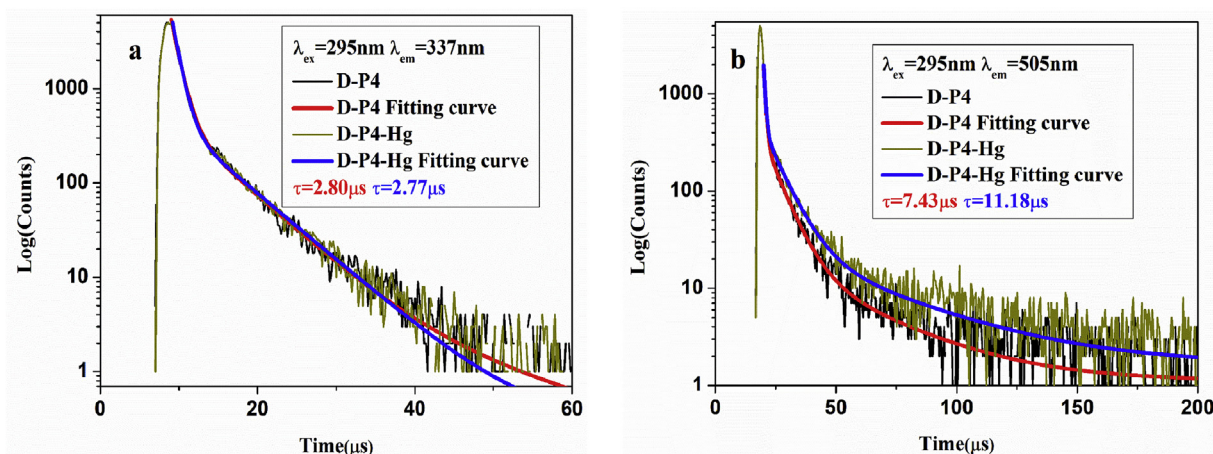 a
λex=295nm λem=337nm
D-P4
D-P4 Fitting curve
D-P4-Hg
D-P4-Hg Fitting curve
τ=2.80μs τ=2.77μs
Log(Counts)
1000
100
10
1
0 20 40 60
Time(μs)
b
λex=295nm λem=505nm
D-P4
D-P4 Fitting curve
D-P4-Hg
D-P4-Hg Fitting curve
τ=7.43μs τ=11.18μs
Log(Counts)
1000
100
10
1
0 50 100 150 200
Time(μs)